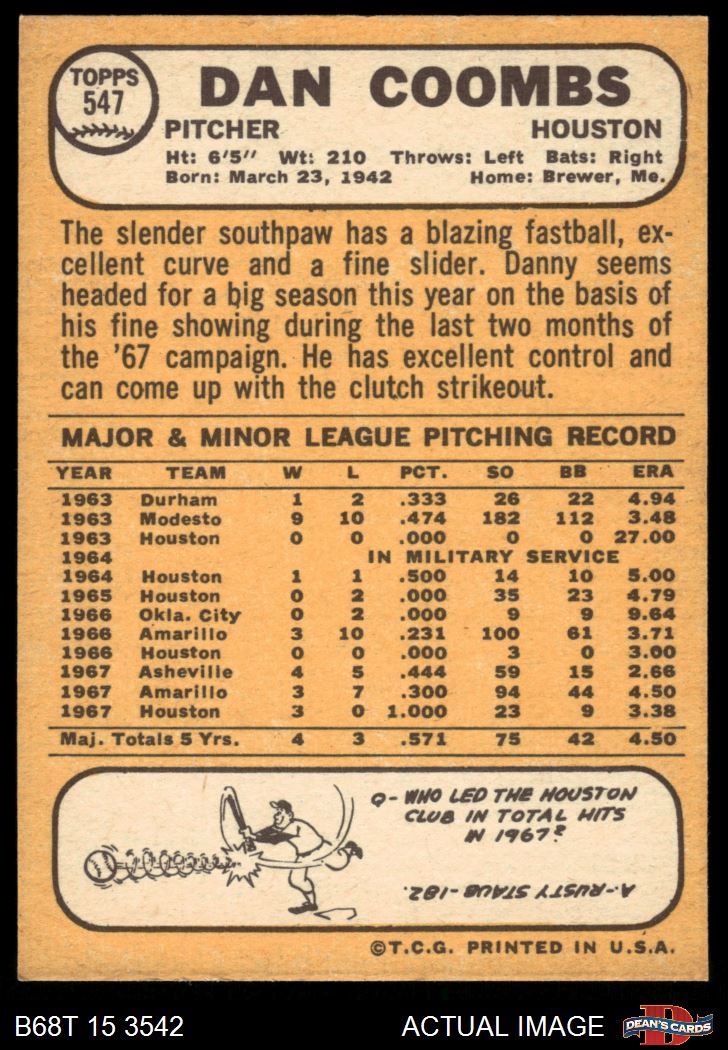 TOPPS
547
DAN COOMBS
PITCHER HOUSTON
Ht: 6'5" Wt: 210 Throws: Left Bats: Right
Born: March 23, 1942 Home: Brewer, Me.
The slender southpaw has a blazing fastball, ex-
cellent curve and a fine slider. Danny seems
headed for a big season this year on the basis of
his fine showing during the last two months of
the '67 campaign. He has excellent control and
can come up with the clutch strikeout.
MAJOR & MINOR LEAGUE PITCHING RECORD
YEAR TEAM W L PCT. SO BB ERA
1963 Durham 1 2 .333 26 22 4.94
1963 Modesto 9 10 .474 182 112 3.48
1963 Houston 0 0 .000 0 0 27.00
1964 IN MILITARY SERVICE
1964 Houston 1 1 .500 14 10 5.00
1965 Houston 0 2 .000 35 23 4.79
1966 Okla. City 0 2 .000 9 9 9.64
1966 Amarillo 3 10 .231 100 61 3.71
1966 Houston 0 0 .000 3 0 3.00
1967 Asheville 4 5 .444 59 15 2.66
1967 Amarillo 3 7 .300 94 44 4.50
1967 Houston 3 0 1.000 23 9 3.38
Maj. Totals 5 Yrs. 4 3 .571 75 42 4.50
Q- WHO LED THE HOUSTON
CLUB IN TOTAL HITS
IN 1967?
A-RUSTY STAUB-182.
©T.C.G. PRINTED IN U.S.A.
B68T 15 3542 ACTUAL IMAGE
D
DEAN'S CARDS